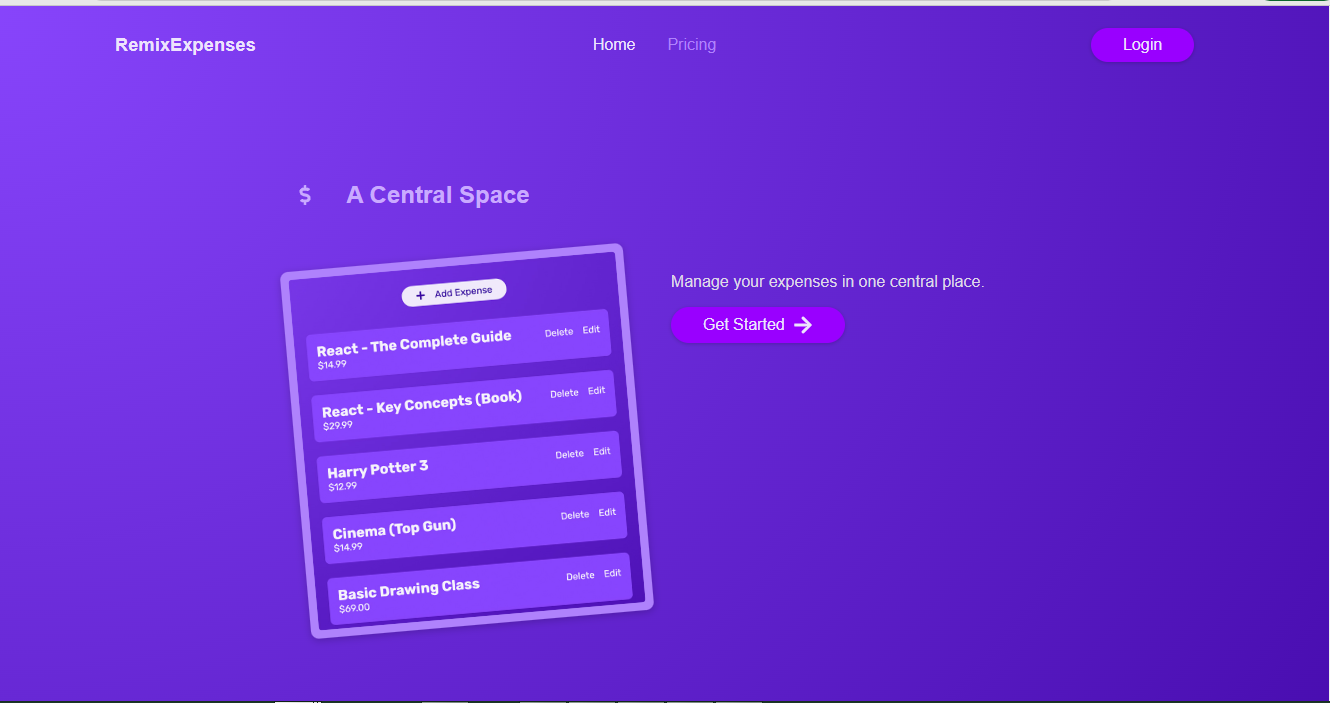 RemixExpenses
Home
Pricing
Login
$ A Central Space
+ Add Expense
React - The Complete Guide
$14.99
Delete Edit
React - Key Concepts (Book)
$29.99
Delete Edit
Harry Potter 3
$12.99
Delete Edit
Cinema (Top Gun)
$14.99
Delete Edit
Basic Drawing Class
$69.00
Delete Edit
Manage your expenses in one central place.
Get Started →